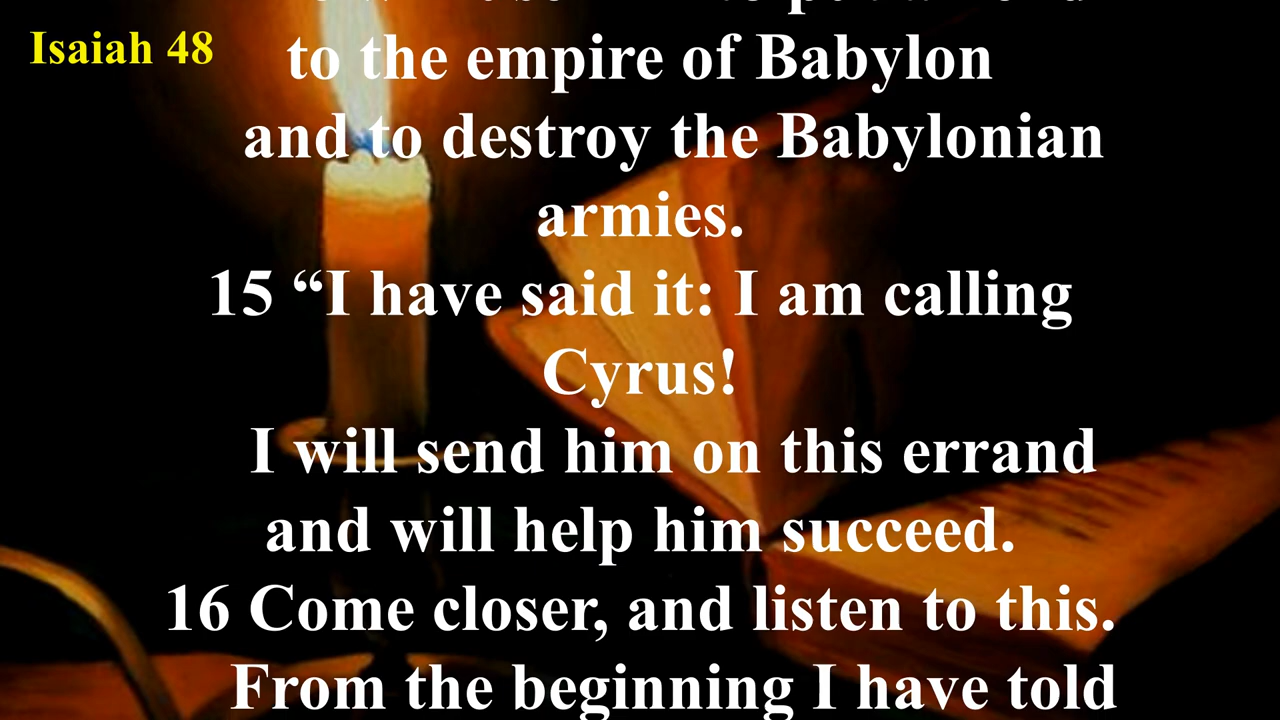 Isaiah 48
to the empire of Babylon
and to destroy the Babylonian
armies.
15 “I have said it: I am calling
Cyrus!
I will send him on this errand
and will help him succeed.
16 Come closer, and listen to this.
From the beginning I have told